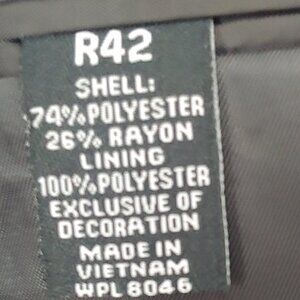 R42
SHELL:
74% POLYESTER
26% RAYON
LINING
100% POLYESTER
EXCLUSIVE OF
DECORATION
MADE IN
VIETNAM
WPL 8046